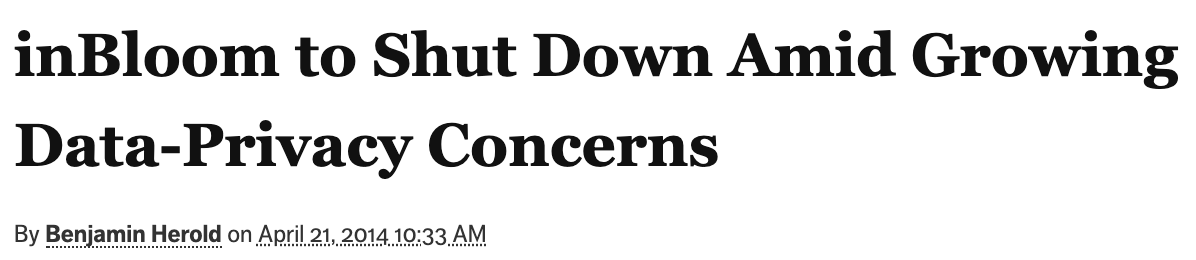 inBloom to Shut Down Amid Growing
Data-Privacy Concerns
By Benjamin Herold on April 21, 2014 10:33 AM